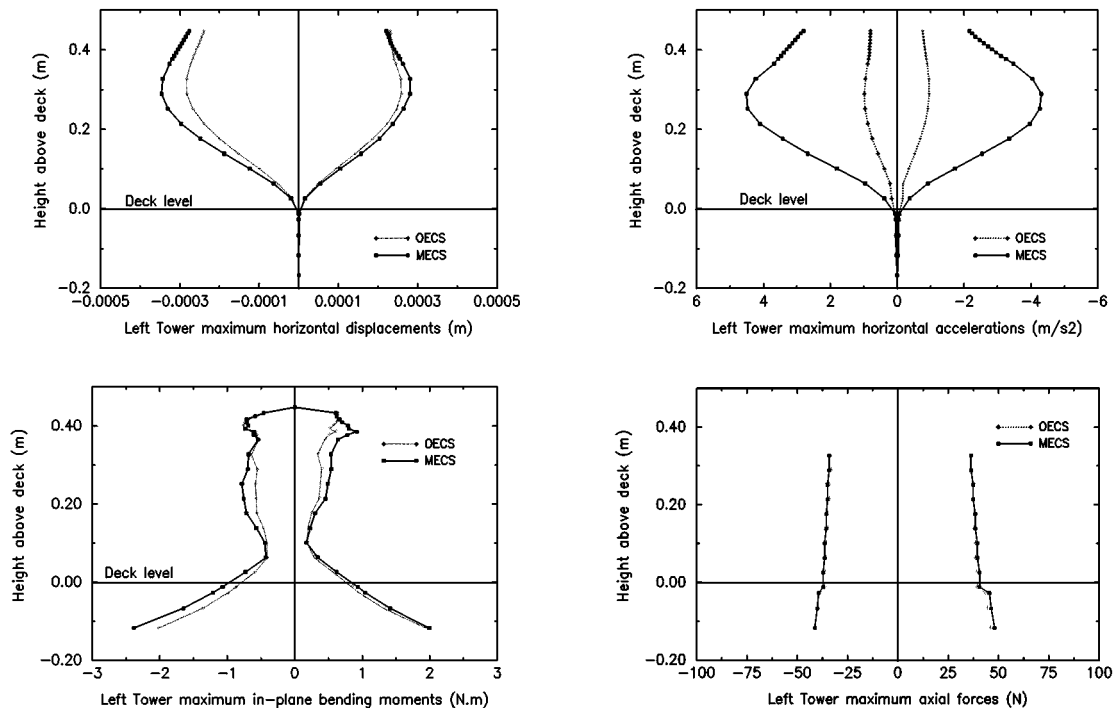 0.4
0.2
0.0
-0.2
Height above deck (m)
Deck level
OECS
MECS
-0.0005 -0.0003 -0.0001 0.0001 0.0003 0.0005
Left Tower maximum horizontal displacements (m)
0.4
0.2
0.0
-0.2
Height above deck (m)
Deck level
OECS
MECS
6 4 2 0 -2 -4 -6
Left Tower maximum horizontal accelerations (m/s2)
0.40
0.20
0.00
-0.20
Height above deck (m)
Deck level
OECS
MECS
-3 -2 -1 0 1 2 3
Left Tower maximum in-plane bending moments (N.m)
0.40
0.20
0.00
-0.20
Height above deck (m)
OECS
MECS
-100 -75 -50 -25 0 25 50 75 100
Left Tower maximum axial forces (N)